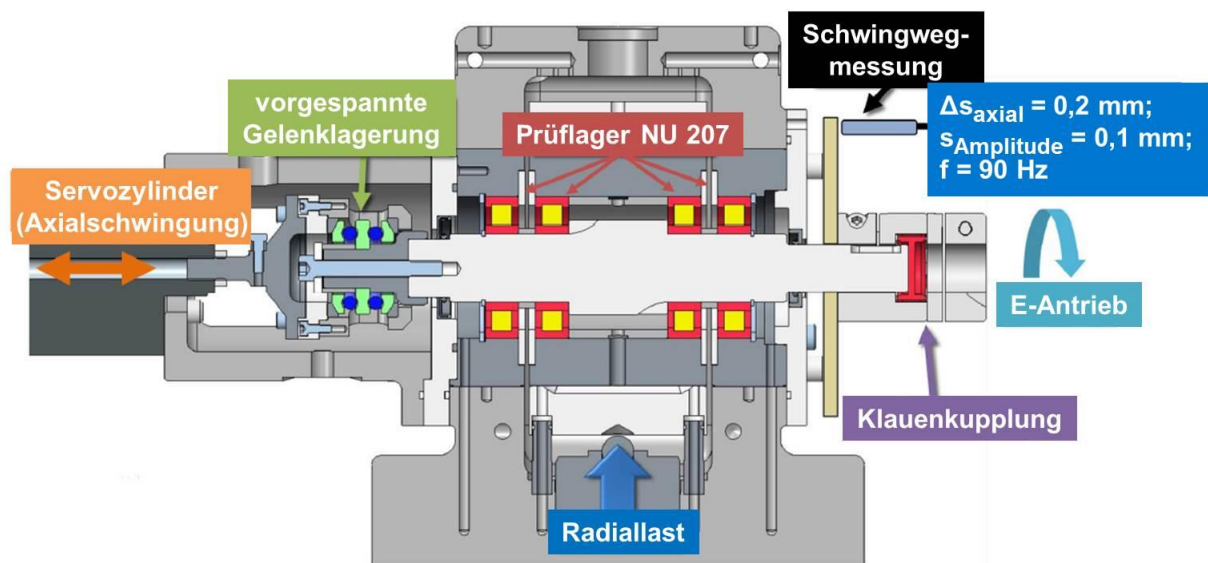 Schwingweg-
messung
vorgespannte
Gelenklagerung
Prüflager NU 207
Δsaxial = 0,2 mm;
sAmplitude = 0,1 mm;
f = 90 Hz
Servozylinder
(Axialschwingung)
E-Antrieb
Klauenkupplung
Radiallast